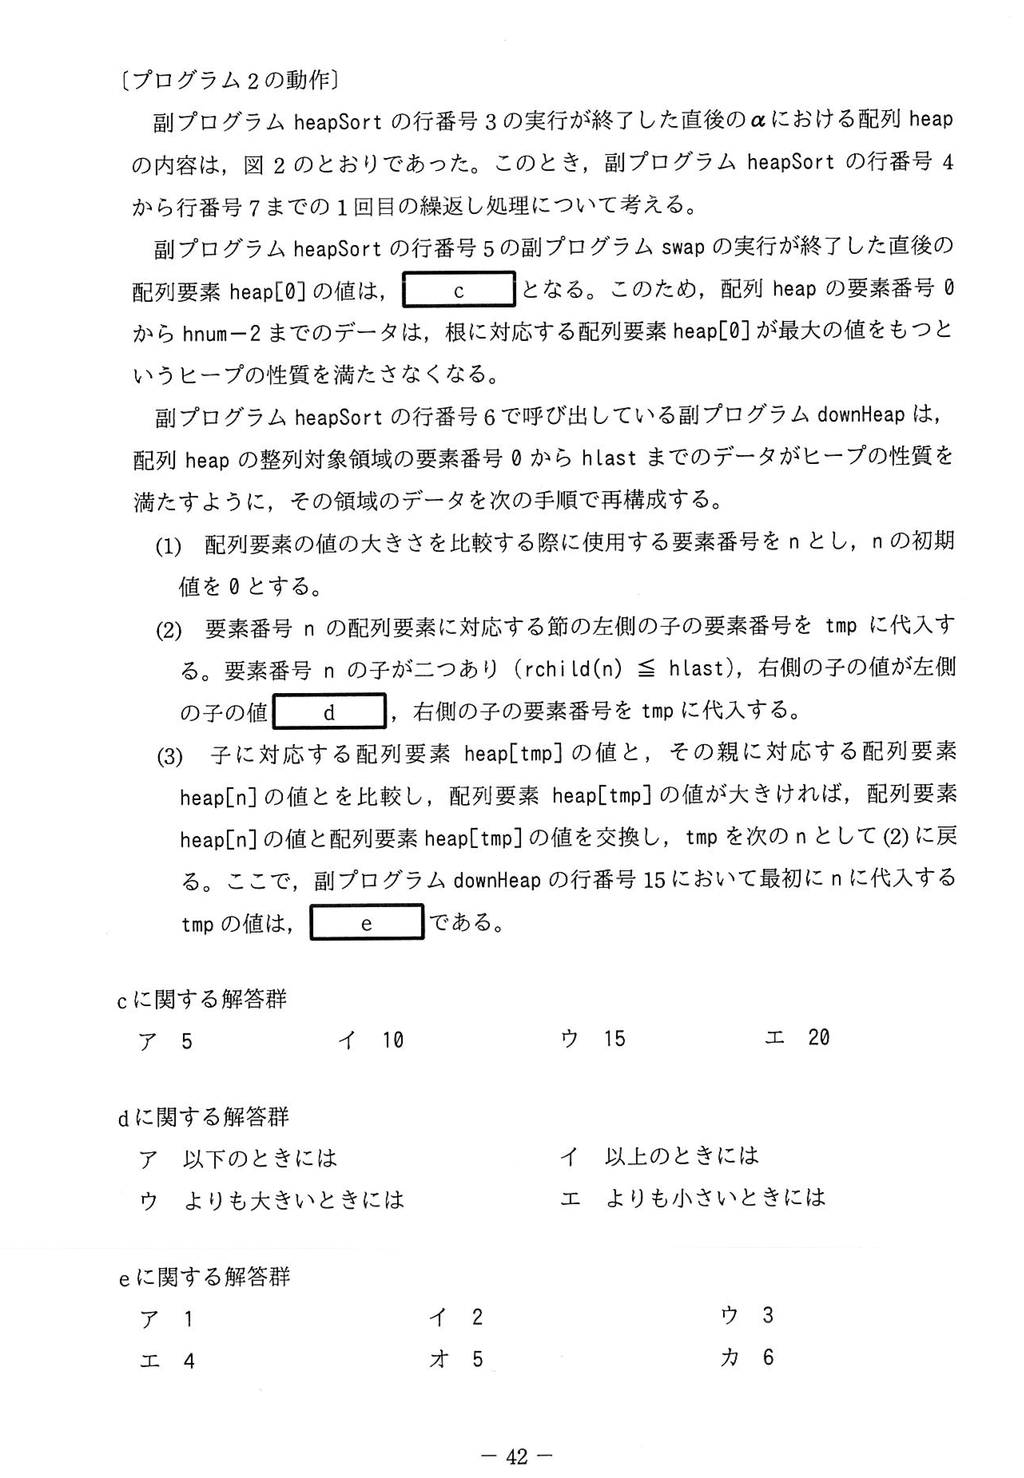 〔プログラム2の動作〕
副プログラム heapSort の行番号3の実行が終了した直後のαにおける配列 heap
の内容は，図 2 のとおりであった。このとき，副プログラム heapSort の行番号 4
から行番号7までの1回目の繰返し処理について考える。
副プログラム heapSort の行番号5の副プログラム swap の実行が終了した直後の
配列要素 heap[0]の値は， c となる。このため，配列 heap の要素番号 0
から hnum－2 までのデータは，根に対応する配列要素 heap[0]が最大の値をもつと
いうヒープの性質を満たさなくなる。
副プログラム heapSort の行番号6で呼び出している副プログラム downHeap は，
配列 heap の整列対象領域の要素番号 0 から hlast までのデータがヒープの性質を
満たすように，その領域のデータを次の手順で再構成する。
(1) 配列要素の値の大きさを比較する際に使用する要素番号を n とし，n の初期
値を 0 とする。
(2) 要素番号 n の配列要素に対応する節の左側の子の要素番号を tmp に代入す
る。要素番号 n の子が二つあり（rchild(n) ≦ hlast），右側の子の値が左側
の子の値 d ，右側の子の要素番号を tmp に代入する。
(3) 子に対応する配列要素 heap[tmp]の値と，その親に対応する配列要素
heap[n]の値とを比較し，配列要素 heap[tmp]の値が大きければ，配列要素
heap[n]の値と配列要素 heap[tmp]の値を交換し，tmp を次の n として(2)に戻
る。ここで，副プログラム downHeap の行番号 15 において最初に n に代入する
tmp の値は， e である。
cに関する解答群
ア 5 イ 10 ウ 15 エ 20
dに関する解答群
ア 以下のときには イ 以上のときには
ウ よりも大きいときには エ よりも小さいときには
eに関する解答群
ア 1 イ 2 ウ 3
エ 4 オ 5 カ 6
－ 42 －